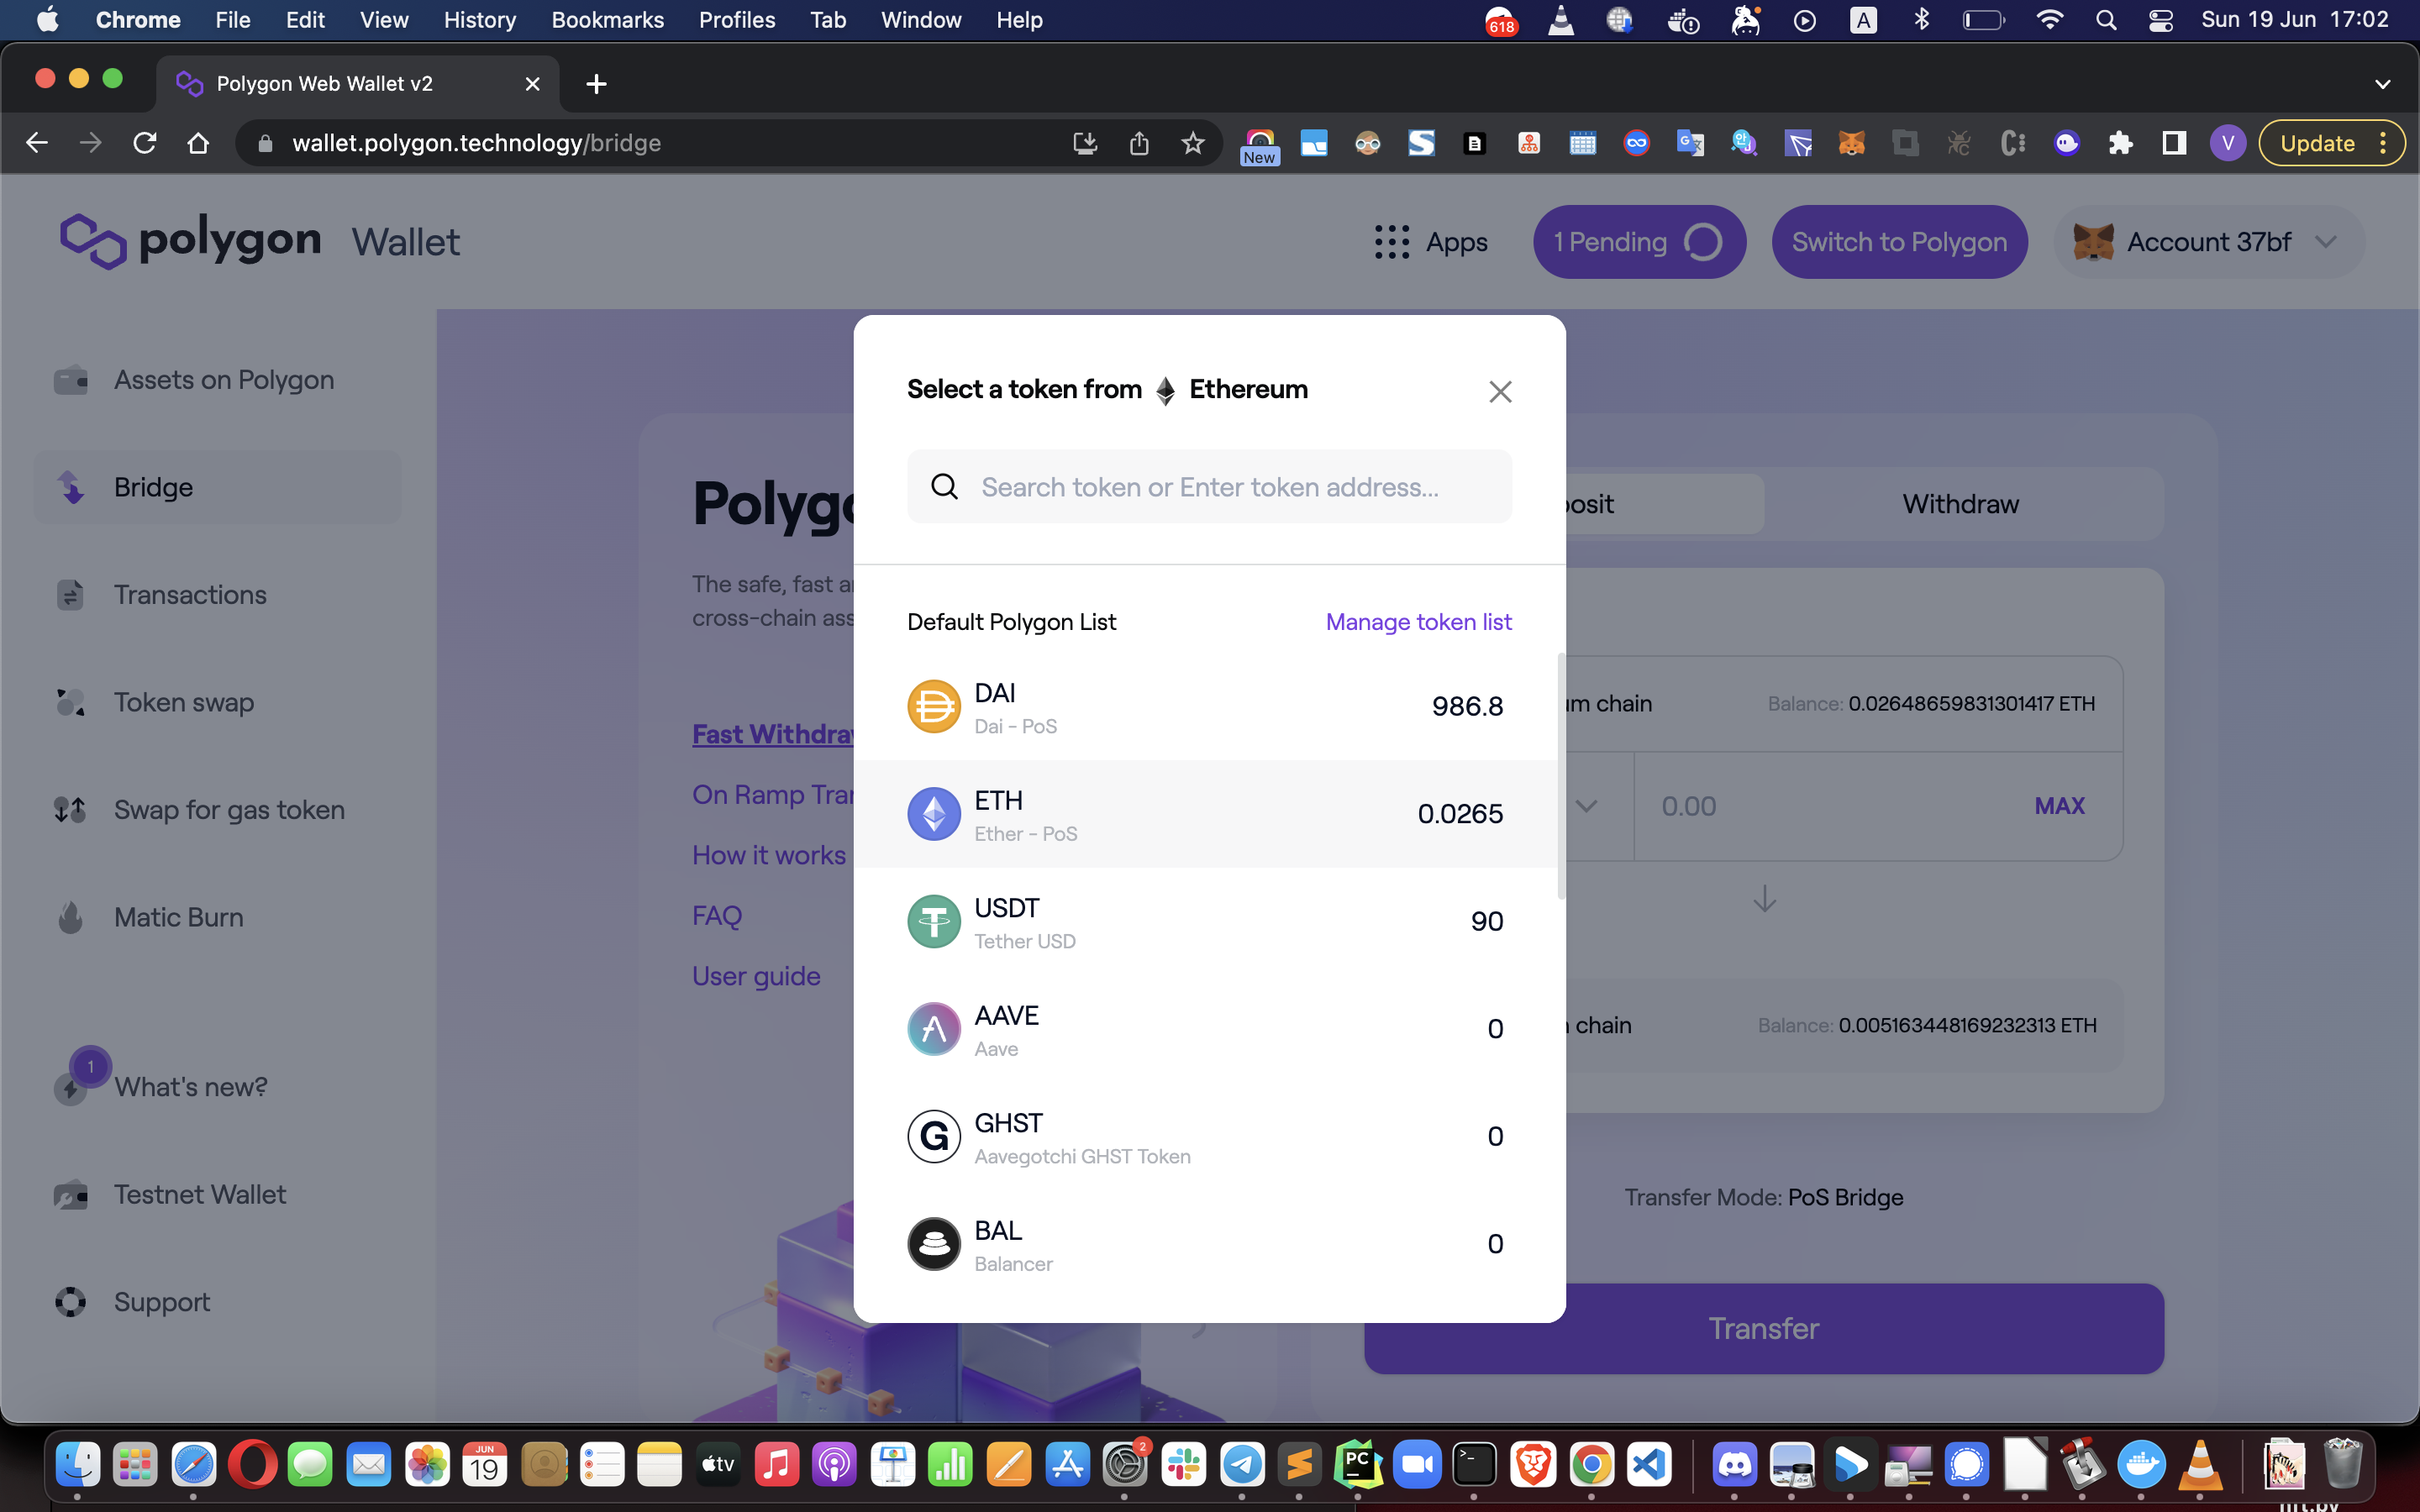 Chrome File Edit View History Bookmarks Profiles Tab Window Help
618
A
Sun 19 Jun 17:02
Polygon Web Wallet v2
wallet.polygon.technology/bridge
New
V
Update
polygon Wallet
Apps
1 Pending
Switch to Polygon
Account 37bf
Assets on Polygon
Bridge
Transactions
Token swap
Swap for gas token
Matic Burn
1
What's new?
Testnet Wallet
Support
The safe, fast
cross-chain
Fast
On Ramp
How it works
FAQ
User guide
Select a token from Ethereum
Search token or Enter token address...
Default Polygon List
Manage token list
DAI
Dai - PoS
986.8
ETH
Ether - PoS
0.0265
USDT
Tether USD
90
AAVE
Aave
0
GHST
Aavegotchi GHST Token
0
BAL
Balancer
0
Withdraw
chain
Balance: 0.02648659831301417 ETH
0.00
MAX
chain
Balance: 0.005163448169232313 ETH
Transfer Mode: PoS Bridge
Transfer
JUN
19
tv
2
PC